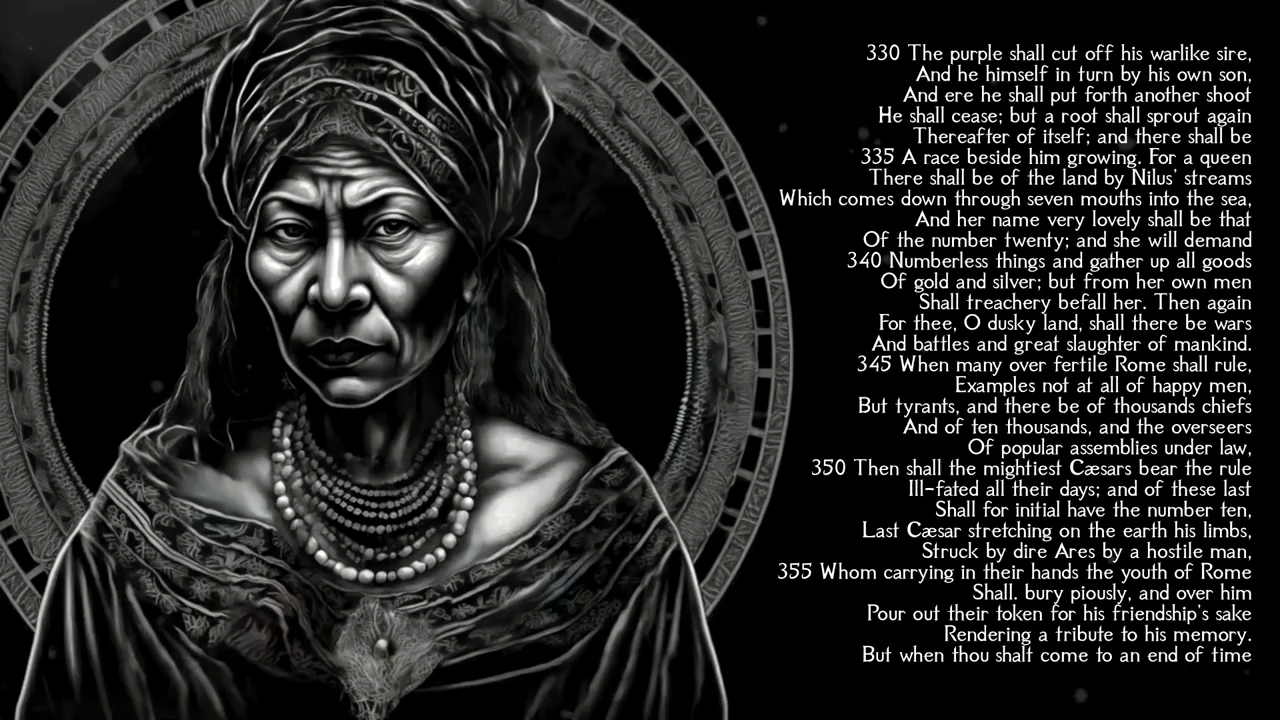 330 The purple shall cut off his warlike sire,
And he himself in turn by his own son,
And ere he shall put forth another shoot
He shall cease; but a root shall sprout again
Thereafter of itself; and there shall be
335 A race beside him growing. For a queen
There shall be of the land by Nilus' streams
Which comes down through seven mouths into the sea,
And her name very lovely shall be that
Of the number twenty; and she will demand
340 Numberless things and gather up all goods
Of gold and silver; but from her own men
Shall treachery befall her. Then again
For thee, O dusky land, shall there be wars
And battles and great slaughter of mankind.
345 When many over fertile Rome shall rule,
Examples not at all of happy men,
But tyrants, and there be of thousands chiefs
And of ten thousands, and the overseers
Of popular assemblies under law,
350 Then shall the mightiest Cæsars bear the rule
Ill-fated all their days; and of these last
Shall for initial have the number ten,
Last Cæsar stretching on the earth his limbs,
Struck by dire Ares by a hostile man,
355 Whom carrying in their hands the youth of Rome
Shall. bury piously, and over him
Pour out their token for his friendship's sake
Rendering a tribute to his memory.
But when thou shalt come to an end of time